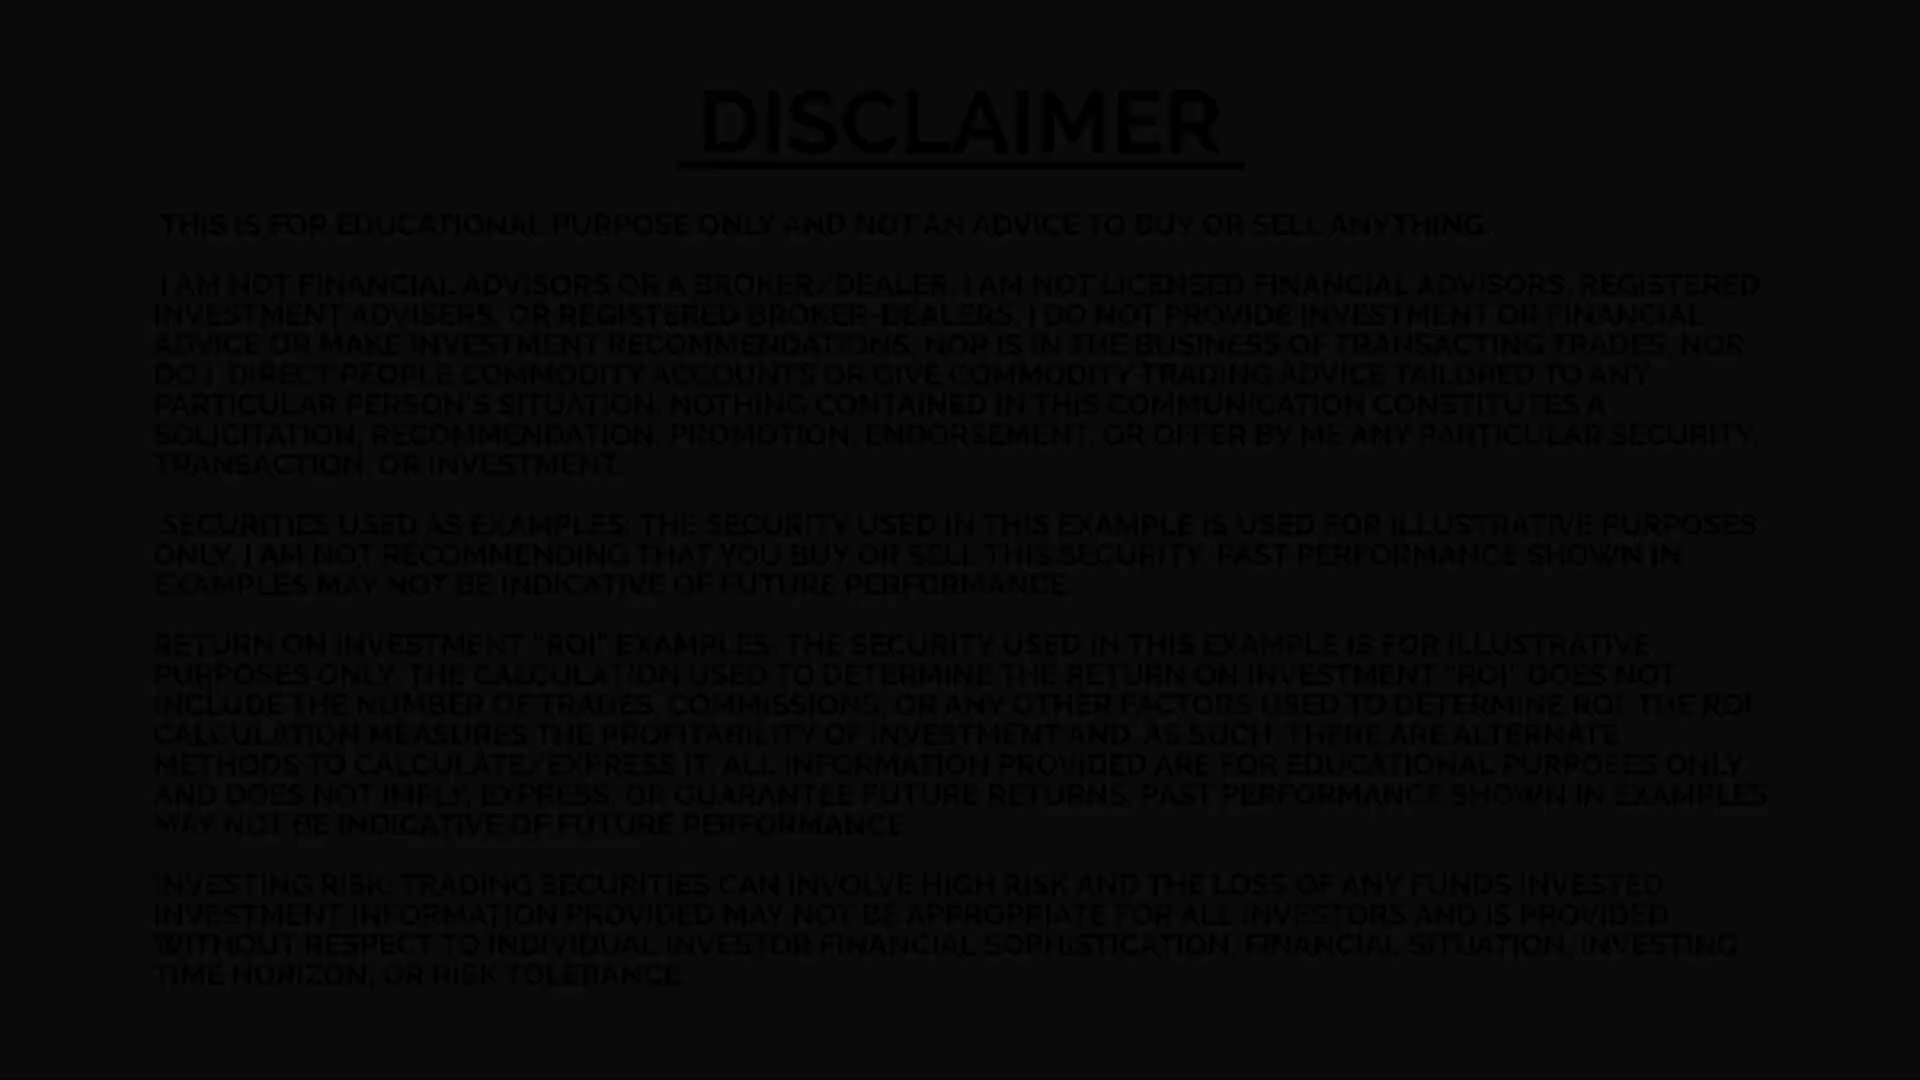 DISCLAIMER
THIS IS FOR EDUCATIONAL PURPOSE ONLY AND NOT AN ADVICE TO BUY OR SELL ANYTHING.
I AM NOT FINANCIAL ADVISORS OR A BROKER/DEALER. I AM NOT LICENSED FINANCIAL ADVISORS, REGISTERED
INVESTMENT ADVISERS, OR REGISTERED BROKER-DEALERS. I DO NOT PROVIDE INVESTMENT OR FINANCIAL
ADVICE OR MAKE INVESTMENT RECOMMENDATIONS, NOR IS IN THE BUSINESS OF TRANSACTING TRADES, NOR
DO I DIRECT PEOPLE COMMODITY ACCOUNTS OR GIVE COMMODITY TRADING ADVICE TAILORED TO ANY
PARTICULAR PERSON'S SITUATION. NOTHING CONTAINED IN THIS COMMUNICATION CONSTITUTES A
SOLICITATION, RECOMMENDATION, PROMOTION, ENDORSEMENT, OR OFFER BY ME ANY PARTICULAR SECURITY,
TRANSACTION, OR INVESTMENT.
SECURITIES USED AS EXAMPLES: THE SECURITY USED IN THIS EXAMPLE IS USED FOR ILLUSTRATIVE PURPOSES
ONLY. I AM NOT RECOMMENDING THAT YOU BUY OR SELL THIS SECURITY. PAST PERFORMANCE SHOWN IN
EXAMPLES MAY NOT BE INDICATIVE OF FUTURE PERFORMANCE.
RETURN ON INVESTMENT "ROI" EXAMPLES: THE SECURITY USED IN THIS EXAMPLE IS FOR ILLUSTRATIVE
PURPOSES ONLY. THE CALCULATION USED TO DETERMINE THE RETURN ON INVESTMENT "ROI" DOES NOT
INCLUDE THE NUMBER OF TRADES, COMMISSIONS, OR ANY OTHER FACTORS USED TO DETERMINE ROI. THE ROI
CALCULATION MEASURES THE PROFITABILITY OF INVESTMENT AND, AS SUCH, THERE ARE ALTERNATE
METHODS TO CALCULATE/EXPRESS IT. ALL INFORMATION PROVIDED ARE FOR EDUCATIONAL PURPOSES ONLY
AND DOES NOT IMPLY, EXPRESS, OR GUARANTEE FUTURE RETURNS. PAST PERFORMANCE SHOWN IN EXAMPLES
MAY NOT BE INDICATIVE OF FUTURE PERFORMANCE.
INVESTING RISK: TRADING SECURITIES CAN INVOLVE HIGH RISK AND THE LOSS OF ANY FUNDS INVESTED.
INVESTMENT INFORMATION PROVIDED MAY NOT BE APPROPRIATE FOR ALL INVESTORS AND IS PROVIDED
WITHOUT RESPECT TO INDIVIDUAL INVESTOR FINANCIAL SOPHISTICATION, FINANCIAL SITUATION, INVESTING
TIME HORIZON, OR RISK TOLERANCE.